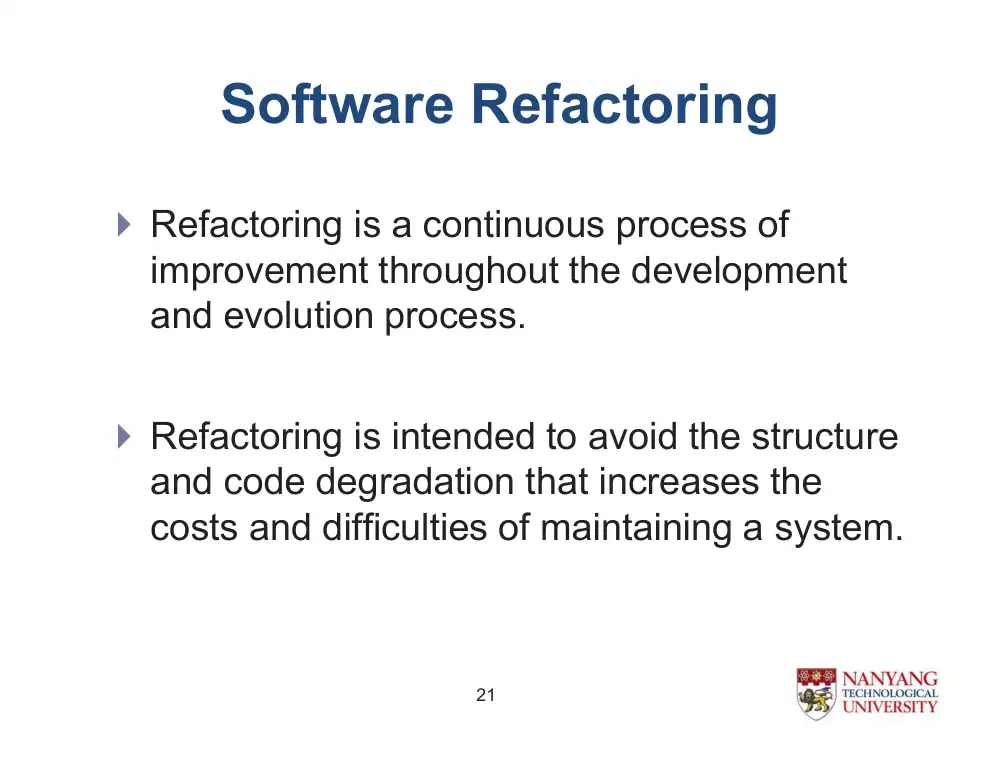 Software Refactoring
Refactoring is a continuous process of
improvement throughout the development
and evolution process.
Refactoring is intended to avoid the structure
and code degradation that increases the
costs and difficulties of maintaining a system.
21
NANYANG
TECHNOLOGICAL
UNIVERSITY